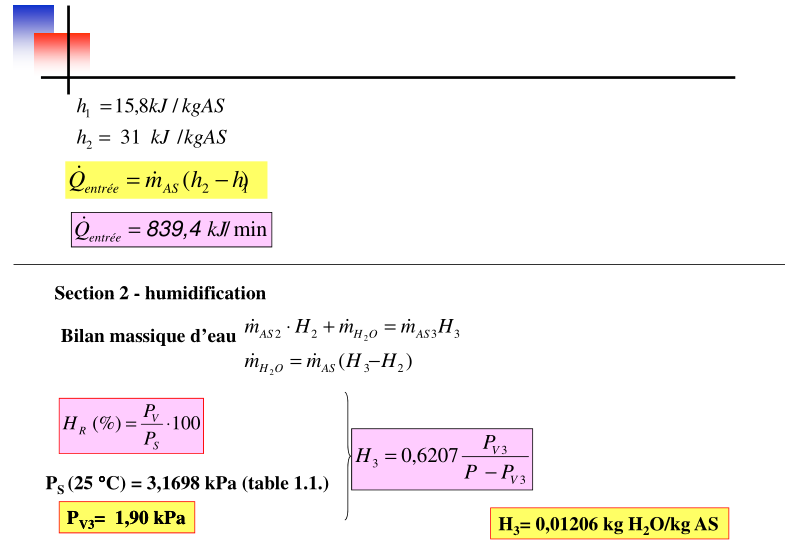 h₁ = 15,8kJ / kgAS
h₂ = 31 kJ /kgAS
Q̇entrée = ṁAS (h₂ − h₁)
Q̇entrée = 839,4 kJ/ min
Section 2 - humidification
Bilan massique d’eau ṁAS2 · H₂ + ṁH₂O = ṁAS3H₃
ṁH₂O = ṁAS (H₃−H₂)
HR (%) = PV / PS ·100
H₃ = 0,6207 PV3 / (P − PV3)
PS (25 °C) = 3,1698 kPa (table 1.1.)
PV3= 1,90 kPa
H₃= 0,01206 kg H₂O/kg AS